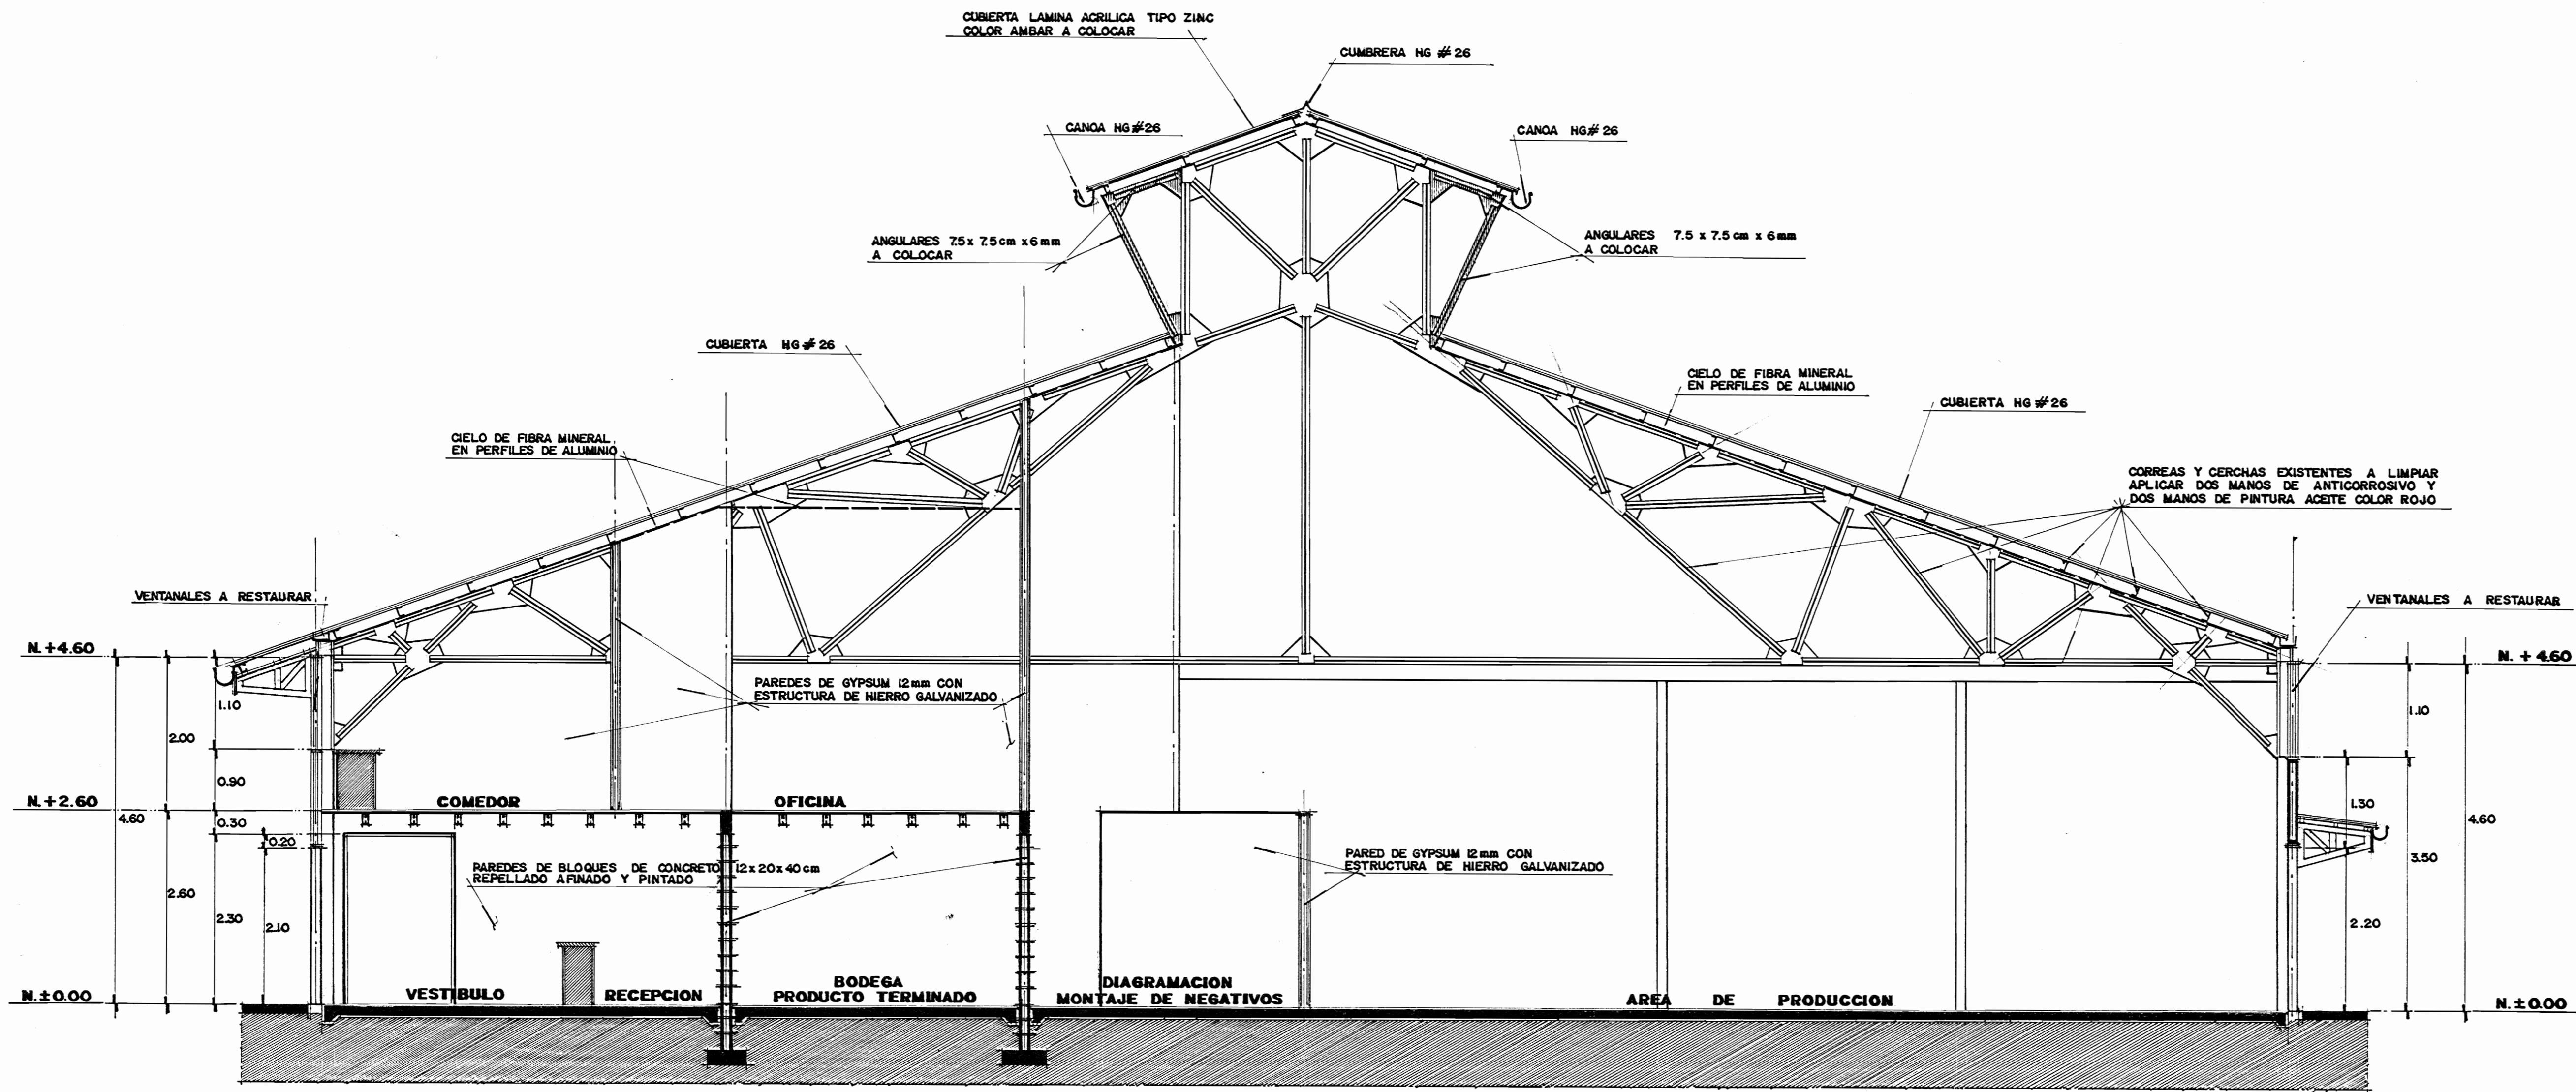 CUBIERTA LAMINA ACRILICA TIPO ZINC
COLOR AMBAR A COLOCAR
CUMBRERA HG # 26
CANOA HG # 26
CANOA HG # 26
ANGULARES 7.5 x 7.5 cm x 6 mm
A COLOCAR
ANGULARES 7.5 x 7.5 cm x 6 mm
A COLOCAR
CUBIERTA HG # 26
CIELO DE FIBRA MINERAL
EN PERFILES DE ALUMINIO
CUBIERTA HG # 26
CIELO DE FIBRA MINERAL
EN PERFILES DE ALUMINIO
CORREAS Y CERCHAS EXISTENTES A LIMPIAR
APLICAR DOS MANOS DE ANTICORROSIVO Y
DOS MANOS DE PINTURA ACEITE COLOR ROJO
VENTANALES A RESTAURAR
VENTANALES A RESTAURAR
N. + 4.60
N. + 4.60
PAREDES DE GYPSUM 12 mm CON
ESTRUCTURA DE HIERRO GALVANIZADO
1.10
1.10
2.00
0.90
N. + 2.60
COMEDOR
OFICINA
4.60
0.30
0.20
1.30
4.60
PAREDES DE BLOQUES DE CONCRETO 12 x 20 x 40 cm
REPELLADO AFINADO Y PINTADO
PARED DE GYPSUM 12 mm CON
ESTRUCTURA DE HIERRO GALVANIZADO
3.50
2.60
2.30
2.10
2.20
N. ± 0.00
VESTIBULO
RECEPCION
BODEGA
PRODUCTO TERMINADO
DIAGRAMACION
MONTAJE DE NEGATIVOS
AREA DE PRODUCCION
N. ± 0.00